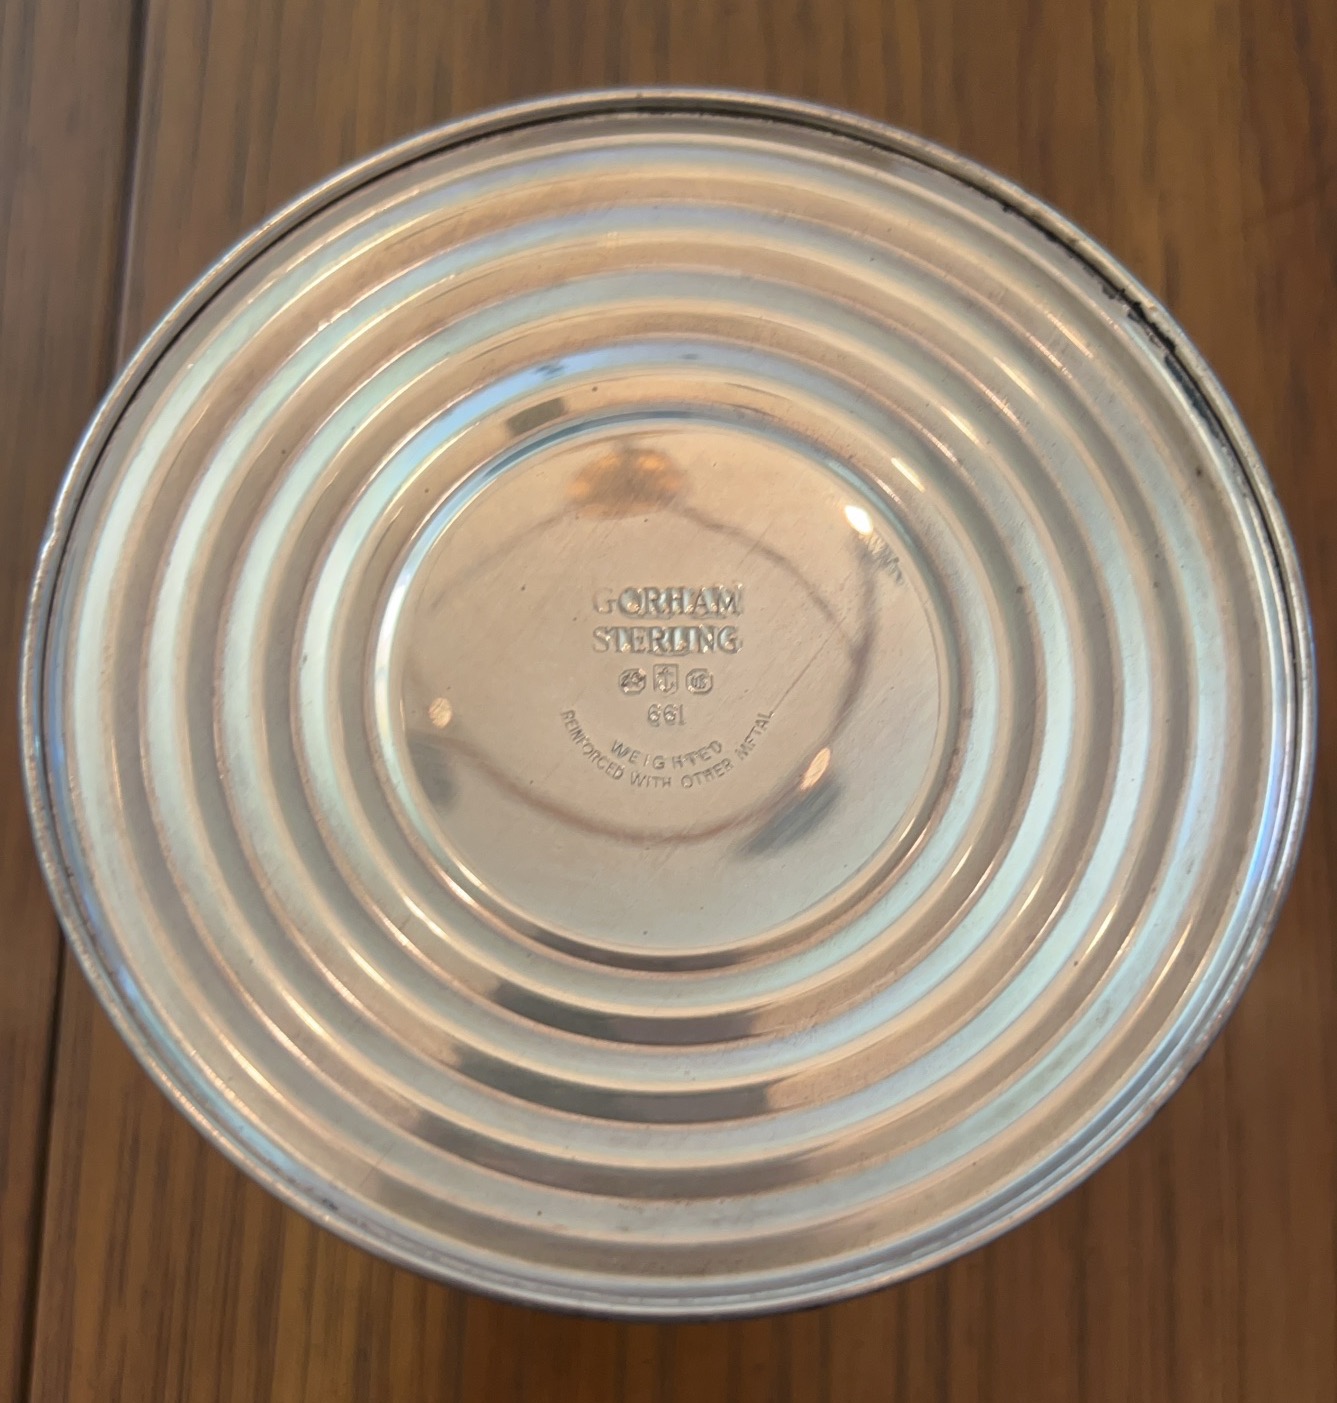 GORHAM
STERLING
661
WEIGHTED
REINFORCED WITH OTHER METAL